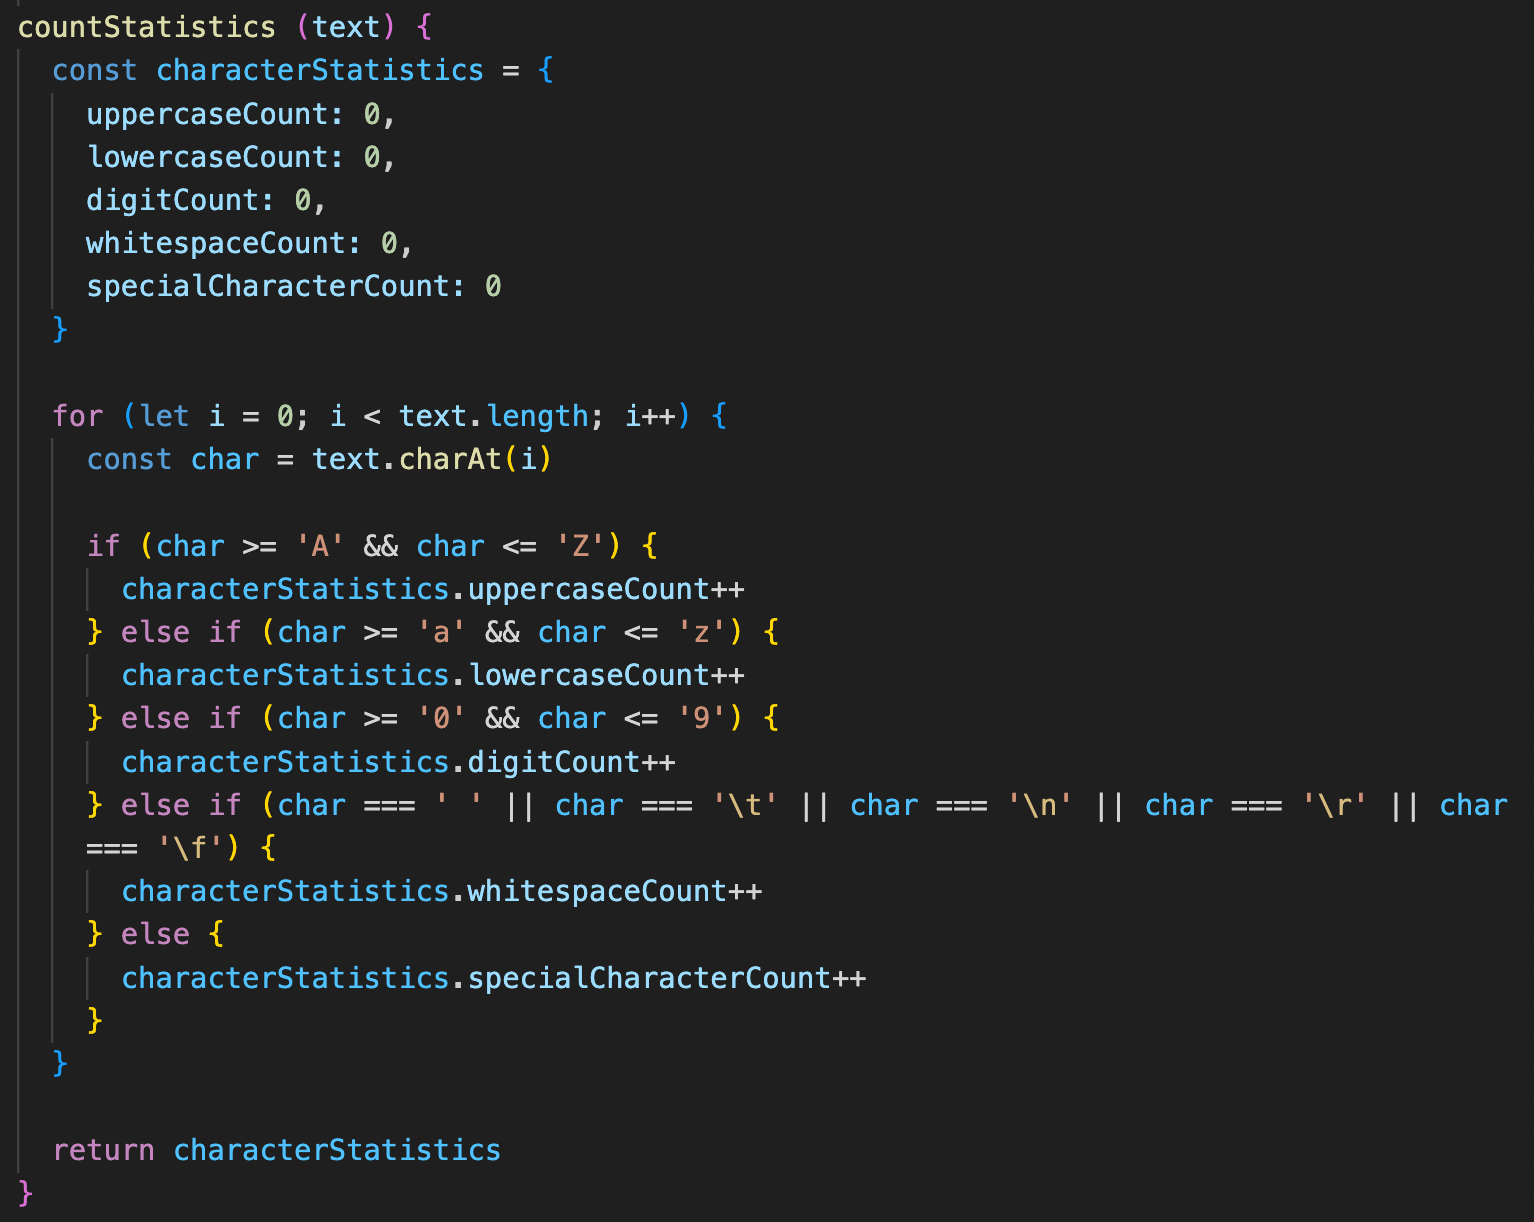 countStatistics (text) {
  const characterStatistics = {
    uppercaseCount: 0,
    lowercaseCount: 0,
    digitCount: 0,
    whitespaceCount: 0,
    specialCharacterCount: 0
  }

  for (let i = 0; i < text.length; i++) {
    const char = text.charAt(i)

    if (char >= 'A' && char <= 'Z') {
      characterStatistics.uppercaseCount++
    } else if (char >= 'a' && char <= 'z') {
      characterStatistics.lowercaseCount++
    } else if (char >= '0' && char <= '9') {
      characterStatistics.digitCount++
    } else if (char === ' ' || char === '\t' || char === '\n' || char === '\r' || char
    === '\f') {
      characterStatistics.whitespaceCount++
    } else {
      characterStatistics.specialCharacterCount++
    }
  }

  return characterStatistics
}